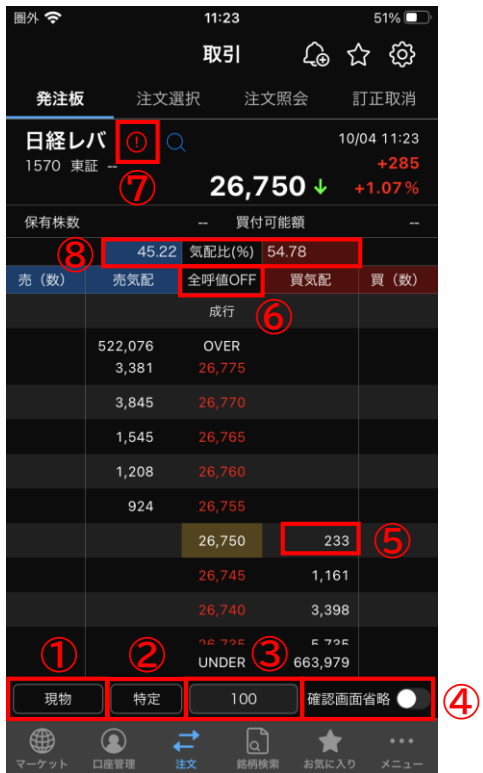 圏外 11:23 51%
取引
発注板 注文選択 注文照会 訂正取消
日経レバ 10/04 11:23
1570 東証 -- +285
⑦ 26,750 ↓ +1.07%
保有株数 -- 買付可能額 --
⑧ 45.22 気配比(%) 54.78
売（数） 売気配 全呼値OFF 買気配 買（数）
成行 ⑥
522,076 OVER
3,381 26,775
3,845 26,770
1,545 26,765
1,208 26,760
924 26,755
26,750 233 ⑤
26,745 1,161
26,740 3,398
26,735 5,735
① ② UNDER ③ 663,979
現物 特定 100 確認画面省略 ④
マーケット 口座管理 注文 銘柄検索 お気に入り メニュー